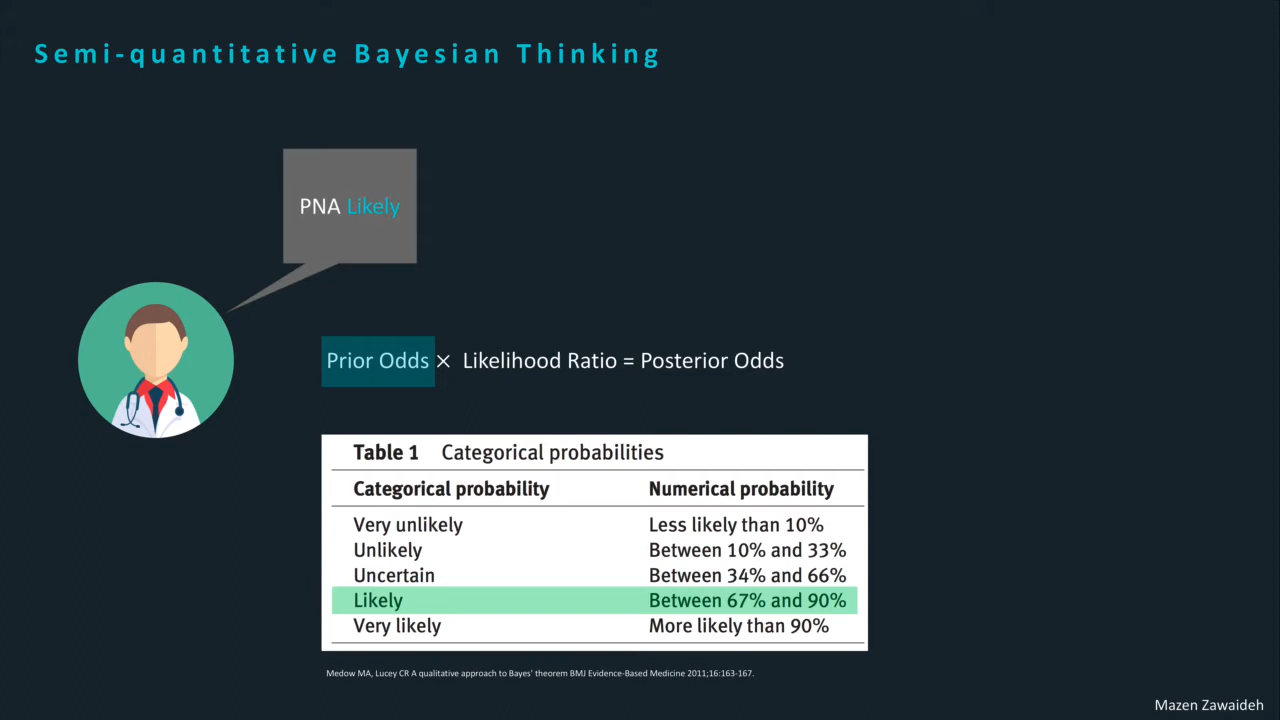 Semi-quantitative Bayesian Thinking
PNA Likely
Prior Odds × Likelihood Ratio = Posterior Odds
Table 1 Categorical probabilities
Categorical probability Numerical probability
Very unlikely Less likely than 10%
Unlikely Between 10% and 33%
Uncertain Between 34% and 66%
Likely Between 67% and 90%
Very likely More likely than 90%
Medow MA, Lucey CR A qualitative approach to Bayes' theorem BMJ Evidence-Based Medicine 2011;16:163-167.
Mazen Zawaideh